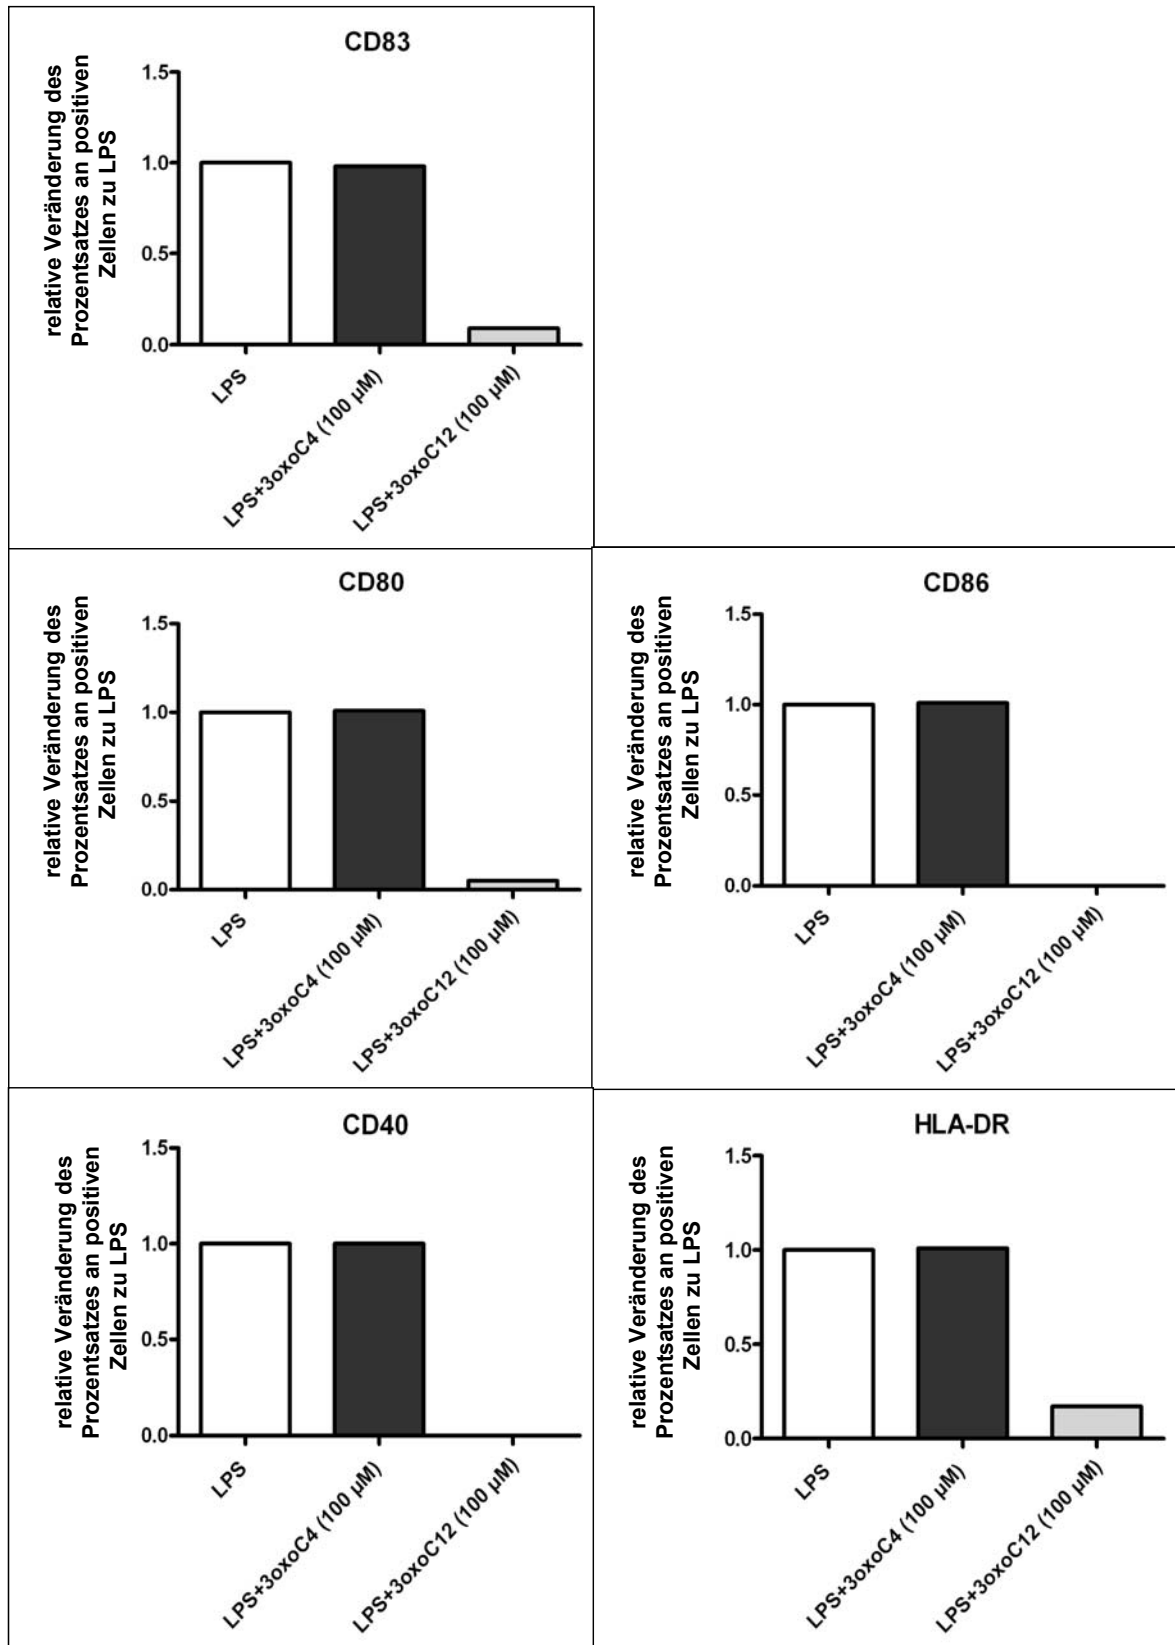 CD83
relative Veränderung des
Prozentsatzes an positiven
Zellen zu LPS
1.5
1.0
0.5
0.0
LPS
LPS+3oxoC4 (100 µM)
LPS+3oxoC12 (100 µM)
CD80
relative Veränderung des
Prozentsatzes an positiven
Zellen zu LPS
1.5
1.0
0.5
0.0
LPS
LPS+3oxoC4 (100 µM)
LPS+3oxoC12 (100 µM)
CD86
relative Veränderung des
Prozentsatzes an positiven
Zellen zu LPS
1.5
1.0
0.5
0.0
LPS
LPS+3oxoC4 (100 µM)
LPS+3oxoC12 (100 µM)
CD40
relative Veränderung des
Prozentsatzes an positiven
Zellen zu LPS
1.5
1.0
0.5
0.0
LPS
LPS+3oxoC4 (100 µM)
LPS+3oxoC12 (100 µM)
HLA-DR
relative Veränderung des
Prozentsatzes an positiven
Zellen zu LPS
1.5
1.0
0.5
0.0
LPS
LPS+3oxoC4 (100 µM)
LPS+3oxoC12 (100 µM)